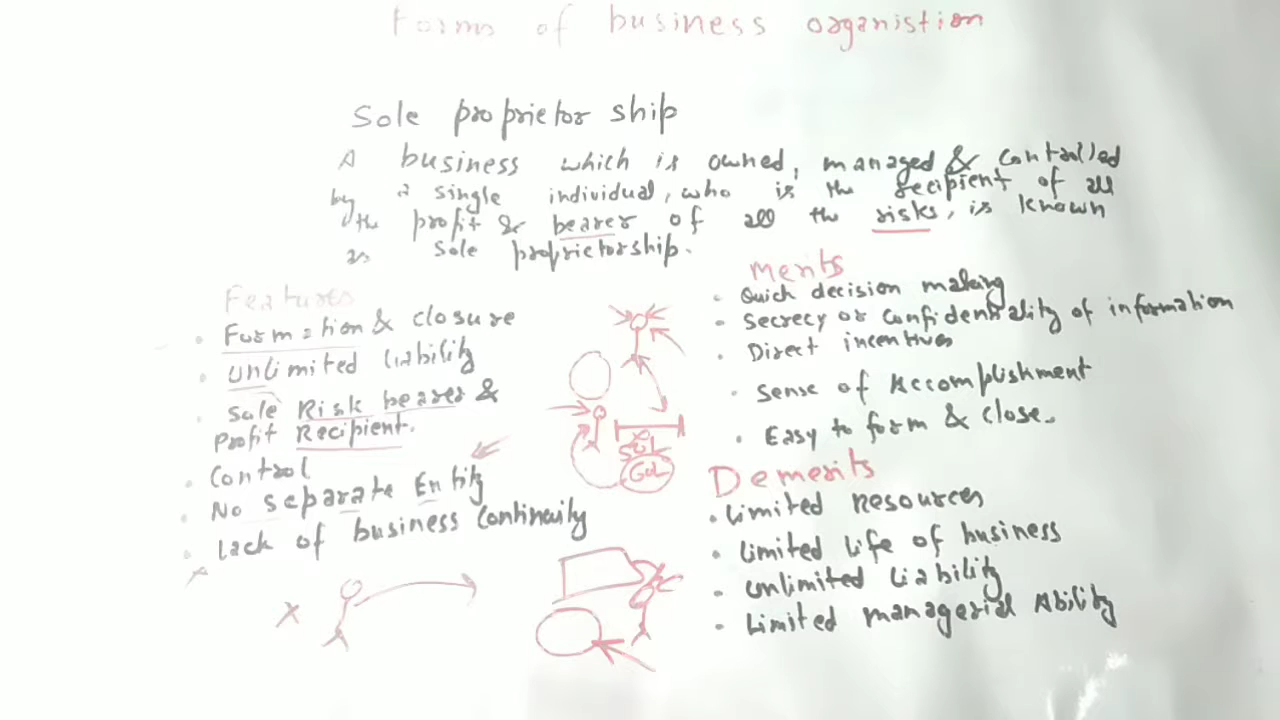 Forms of business organistion
Sole proprietor ship
A business which is owned, managed & controlled
by a single individual, who is the recipient of all
the profit & bearer of all the risks, is known
as sole proprietorship.
Features
• Formation & closure
• Unlimited liability
• Sole Risk bearer &
Profit Recipient.
• Control
• No separate Entity
• Lack of business Continuity
Merits
• Quick decision making
• Secrecy or confidentiality of information
• Direct incentives
• Sense of Accomplishment
• Easy to form & close.
Demerits
• Limited Resources
• Limited life of business
• Unlimited liability
• Limited managerial Ability